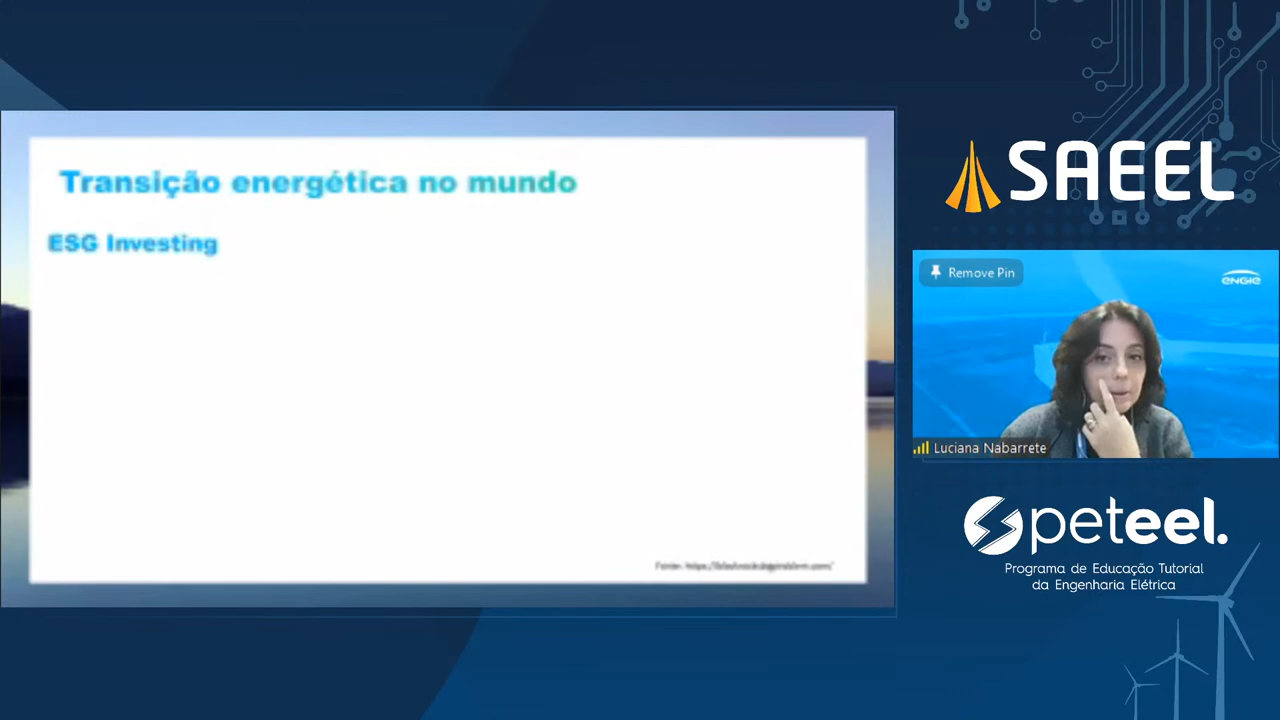 Transição energética no mundo
ESG Investing
SAEEL
Remove Pin
ENGIE
Luciana Nabarrete
peteel.
Programa de Educação Tutorial
da Engenharia Elétrica